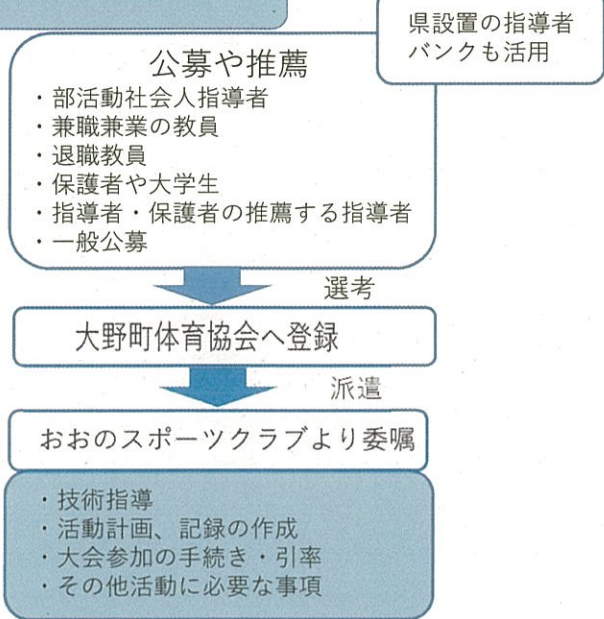 県設置の指導者
バンクも活用
公募や推薦
・部活動社会人指導者
・兼職兼業の教員
・退職教員
・保護者や大学生
・指導者・保護者の推薦する指導者
・一般公募
選考
大野町体育協会へ登録
派遣
おおのスポーツクラブより委嘱
・技術指導
・活動計画、記録の作成
・大会参加の手続き・引率
・その他活動に必要な事項